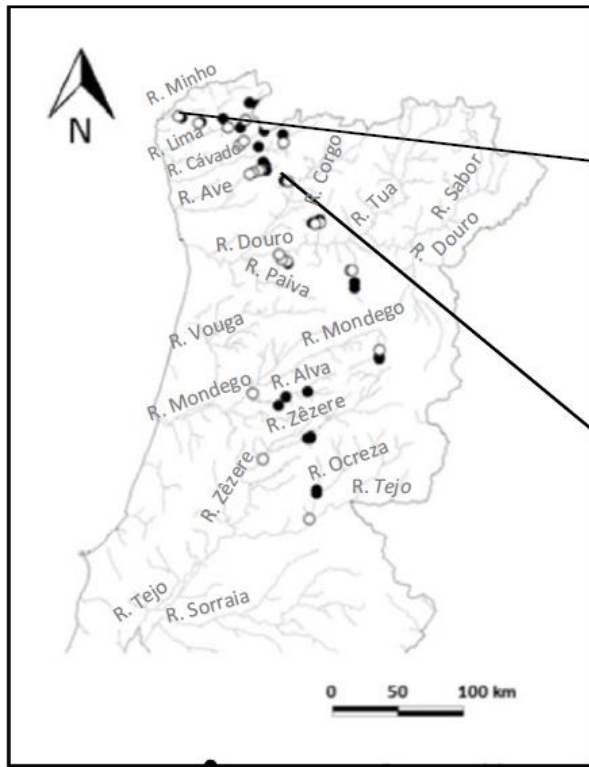 R. Minho
N
R. Lima
R. Cávado
R. Corgo
R. Ave
R. Tua
R. Sabor
R. Douro
R. Douro
R. Paiva
R. Vouga
R. Mondego
R. Mondego
R. Alva
R. Zêzere
R. Zêzere
R. Ocreza
R. Tejo
R. Tejo
R. Sorraia
0 50 100 km